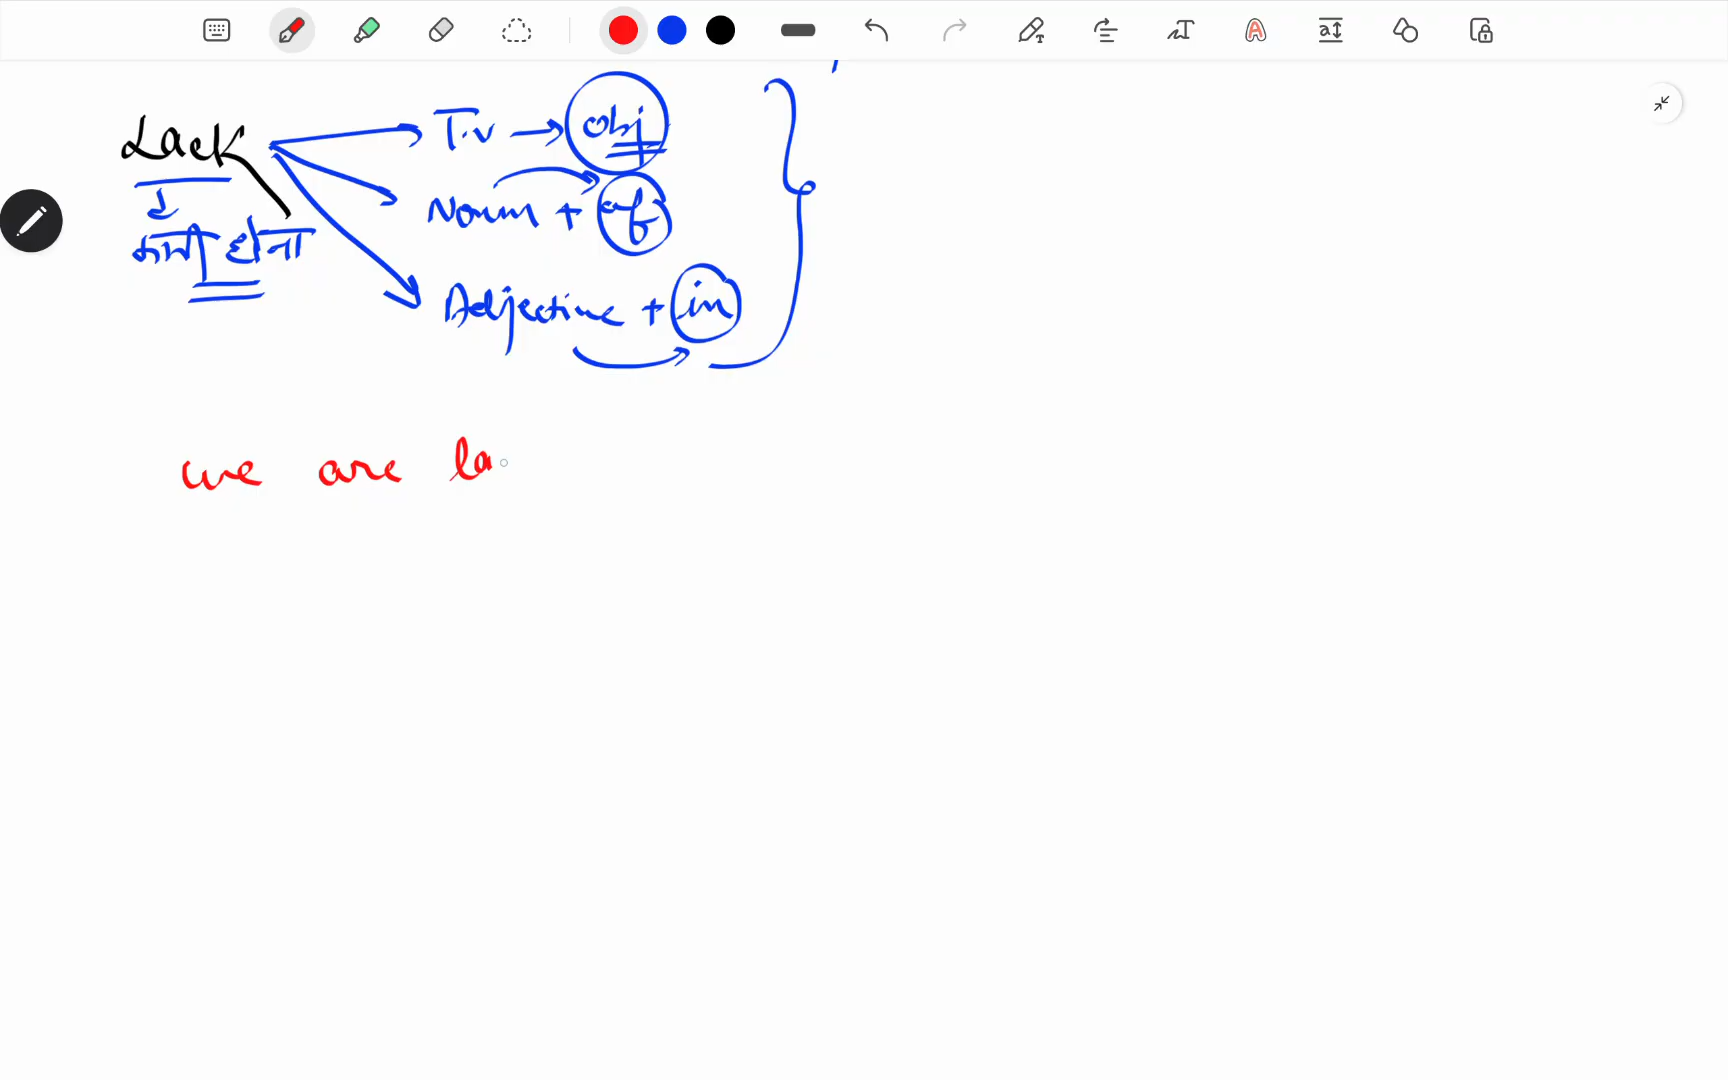 Lack → T.v → obj
Noun + of
कमी होना
Adjective + in
we are la